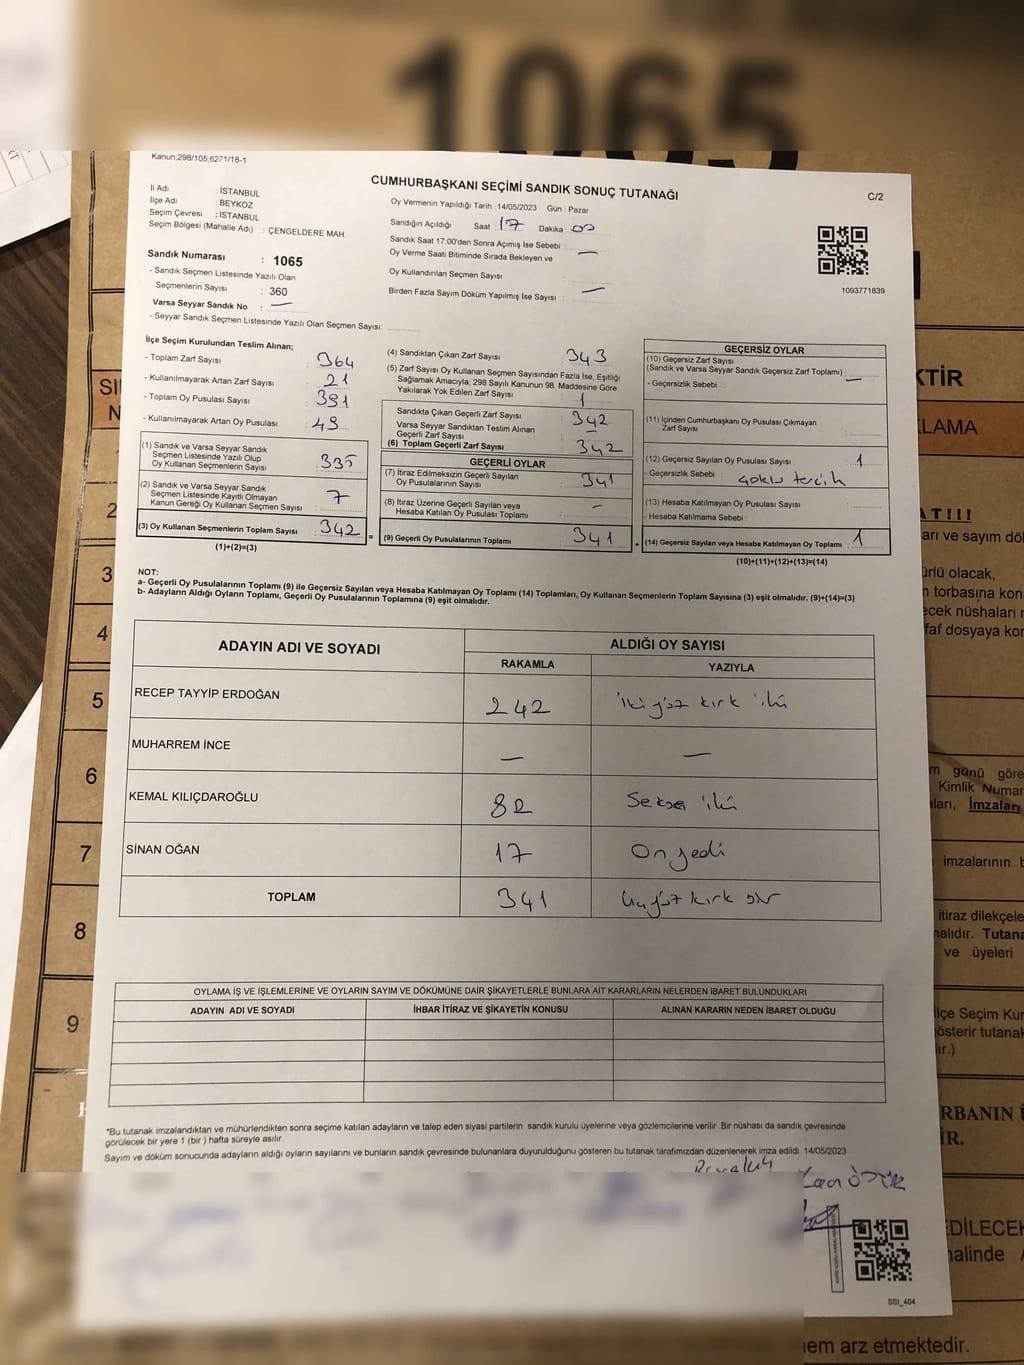 1065
Kanun;298/105;6271/18-1
CUMHURBAŞKANI SEÇİMİ SANDIK SONUÇ TUTANAĞI
C/2
İl Adı : İSTANBUL
İlçe Adı : BEYKOZ
Seçim Çevresi : İSTANBUL
Seçim Bölgesi (Mahalle Adı) : ÇENGELDERE MAH.
Oy Vermenin Yapıldığı Tarih : 14/05/2023 Gün : Pazar
Sandığın Açıldığı Saat : 17 Dakika : 00
Sandık Saat 17:00'den Sonra Açımış İse Sebebi :
Oy Verme Saati Bitiminde Sırada Bekleyen ve : —
Oy Kullandırılan Seçmen Sayısı :
Birden Fazla Sayım Döküm Yapılmış İse Sayısı : —
1093771839
Sandık Numarası : 1065
- Sandık Seçmen Listesinde Yazılı Olan
Seçmenlerin Sayısı : 360
Varsa Seyyar Sandık No : —
- Seyyar Sandık Seçmen Listesinde Yazılı Olan Seçmen Sayısı:
İlçe Seçim Kurulundan Teslim Alınan;
- Toplam Zarf Sayısı : 364
- Kullanılmayarak Artan Zarf Sayısı : 21
- Toplam Oy Pusulası Sayısı : 391
- Kullanılmayarak Artan Oy Pusulası : 49
(1) Sandık ve Varsa Seyyar Sandık
Seçmen Listesinde Yazılı Olup
Oy Kullanan Seçmenlerin Sayısı : 335
(2) Sandık ve Varsa Seyyar Sandık
Seçmen Listesinde Kayıtlı Olmayan
Kanun Gereği Oy Kullanan Seçmen Sayısı : 7
(3) Oy Kullanan Seçmenlerin Toplam Sayısı : 342
(1)+(2)=(3)
=
(4) Sandıktan Çıkan Zarf Sayısı : 343
(5) Zarf Sayısı Oy Kullanan Seçmen Sayısından Fazla İse, Eşitliği
Sağlamak Amacıyla; 298 Sayılı Kanunun 98. Maddesine Göre
Yakılarak Yok Edilen Zarf Sayısı : 1
Sandıkta Çıkan Geçerli Zarf Sayısı : 342
Varsa Seyyar Sandıktan Teslim Alınan
Geçerli Zarf Sayısı : —
(6) Toplam Geçerli Zarf Sayısı : 342
GEÇERLİ OYLAR
(7) İtiraz Edilmeksizin Geçerli Sayılan
Oy Pusulalarının Sayısı : 341
(8) İtiraz Üzerine Geçerli Sayılan veya
Hesaba Katılan Oy Pusulası Toplamı : —
(9) Geçerli Oy Pusulalarının Toplamı : 341
+
GEÇERSİZ OYLAR
(10) Geçersiz Zarf Sayısı
(Sandık ve Varsa Seyyar Sandık Geçersiz Zarf Toplamı) : —
- Geçersizlik Sebebi :
(11) İçinden Cumhurbaşkanı Oy Pusulası Çıkmayan
Zarf Sayısı :
(12) Geçersiz Sayılan Oy Pusulası Sayısı : 1
- Geçersizlik Sebebi : çoklu tercih
(13) Hesaba Katılmayan Oy Pusulası Sayısı :
- Hesaba Katılmama Sebebi :
(14) Geçersiz Sayılan veya Hesaba Katılmayan Oy Toplamı : 1
(10)+(11)+(12)+(13)=(14)
NOT:
a- Geçerli Oy Pusulalarının Toplamı (9) ile Geçersiz Sayılan veya Hesaba Katılmayan Oy Toplamı (14) Toplamları, Oy Kullanan Seçmenlerin Toplam Sayısına (3) eşit olmalıdır. (9)+(14)=(3)
b- Adayların Aldığı Oyların Toplamı, Geçerli Oy Pusulalarının Toplamına (9) eşit olmalıdır.
ADAYIN ADI VE SOYADI
ALDIĞI OY SAYISI
RAKAMLA YAZIYLA
RECEP TAYYİP ERDOĞAN 242 iki yüz kırk iki
MUHARREM İNCE — —
KEMAL KILIÇDAROĞLU 82 Seksen iki
SİNAN OĞAN 17 On yedi
TOPLAM 341 üçyüz kırk bir
OYLAMA İŞ VE İŞLEMLERİNE VE OYLARIN SAYIM VE DÖKÜMÜNE DAİR ŞİKAYETLERLE BUNLARA AİT KARARLARIN NELERDEN İBARET BULUNDUKLARI
ADAYIN ADI VE SOYADI İHBAR İTİRAZ VE ŞİKAYETİN KONUSU ALINAN KARARIN NEDEN İBARET OLDUĞU
*Bu tutanak imzalandıktan ve mühürlendikten sonra seçime katılan adayların ve talep eden siyasi partilerin sandık kurulu üyelerine veya gözlemcilerine verilir. Bir nüshası da sandık çevresinde
görülecek bir yere 1 (bir ) hafta süreyle asılır.
Sayım ve döküm sonucunda adayların aldığı oyların sayılarını ve bunların sandık çevresinde bulunanlara duyurulduğunu gösteren bu tutanak tarafımızdan düzenlenerek imza edildi. 14/05/2023
SSI_404
2
3
4
5
6
7
8
9
KTİR
LAMA
AT!!!
arı ve sayım dök
ürlü olacak,
n torbasına kon
ecek nüshaları
faf dosyaya kor
m günü göre
Kimlik Numar
ları, İmzaları,
imzalarının b
itiraz dilekçele
nalıdır. Tutana
ve üyeleri
lçe Seçim Kur
österir tutanak
ır.)
RBANIN Ü
İR.
EDİLECEK
nalinde
em arz etmektedir.